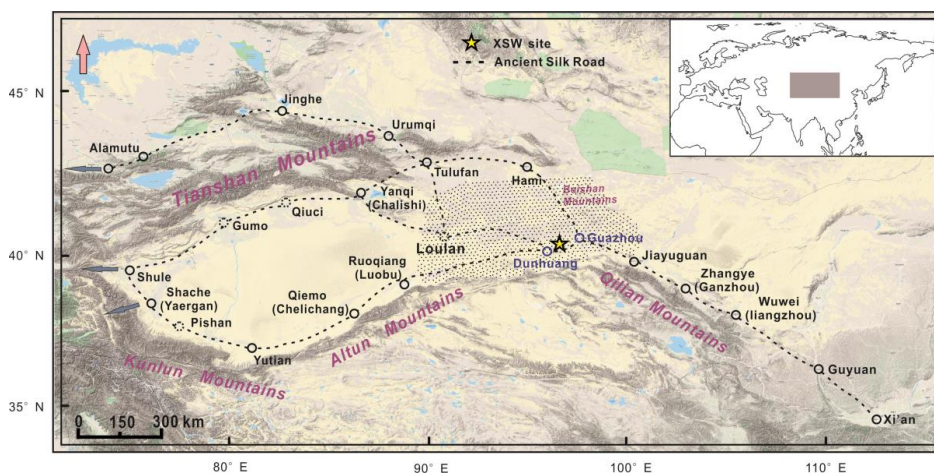 XSW site
Ancient Silk Road
45° N
40° N
35° N
Jinghe
Urumqi
Alamutu
Tianshan Mountains
Tulufan
Hami
Beishan
Mountains
Yanqi
(Chalishi)
Qiuci
Gumo
Loulan
Guazhou
Dunhuang
Jiayuguan
Shule
Ruoqiang
(Luobu)
Zhangye
(Ganzhou)
Shache
(Yaergan)
Qiemo
(Chelichang)
Wuwei
(liangzhou)
Pishan
Altun Mountains
Qilian Mountains
Yutian
Kunlun Mountains
Guyuan
Xi'an
0 150 300 km
80° E
90° E
100° E
110° E